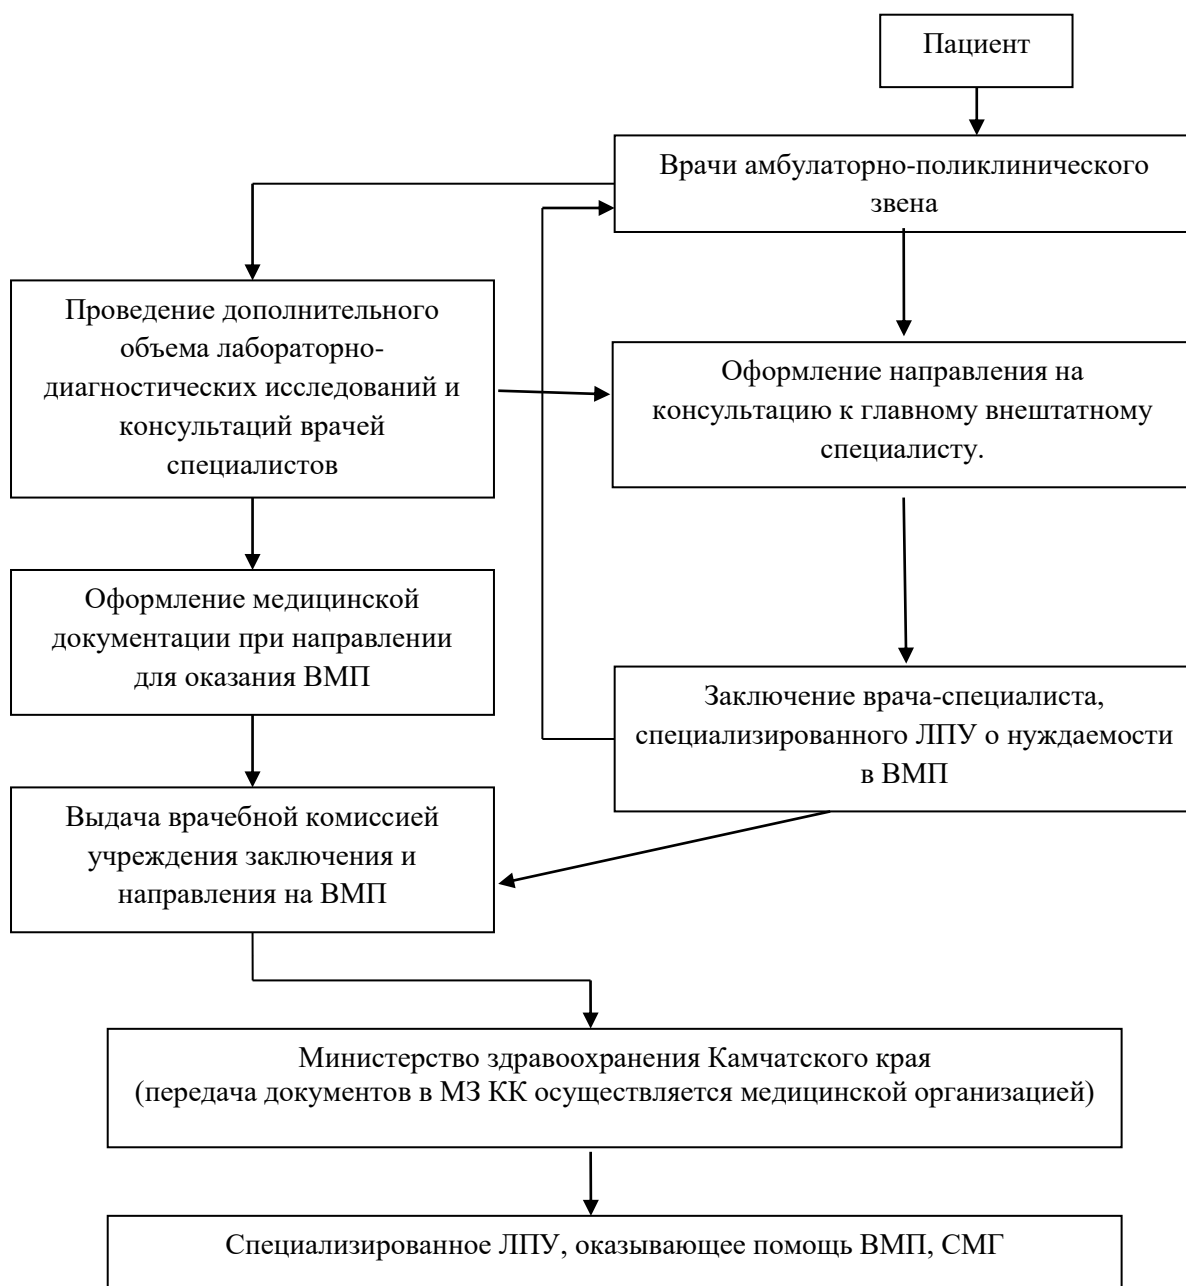 Пациент
Врачи амбулаторно-поликлинического
звена
Проведение дополнительного
объема лабораторно-
диагностических исследований и
консультаций врачей
специалистов
Оформление направления на
консультацию к главному внештатному
специалисту.
Оформление медицинской
документации при направлении
для оказания ВМП
Заключение врача-специалиста,
специализированного ЛПУ о нуждаемости
в ВМП
Выдача врачебной комиссией
учреждения заключения и
направления на ВМП
Министерство здравоохранения Камчатского края
(передача документов в МЗ КК осуществляется медицинской организацией)
Специализированное ЛПУ, оказывающее помощь ВМП, СМГ